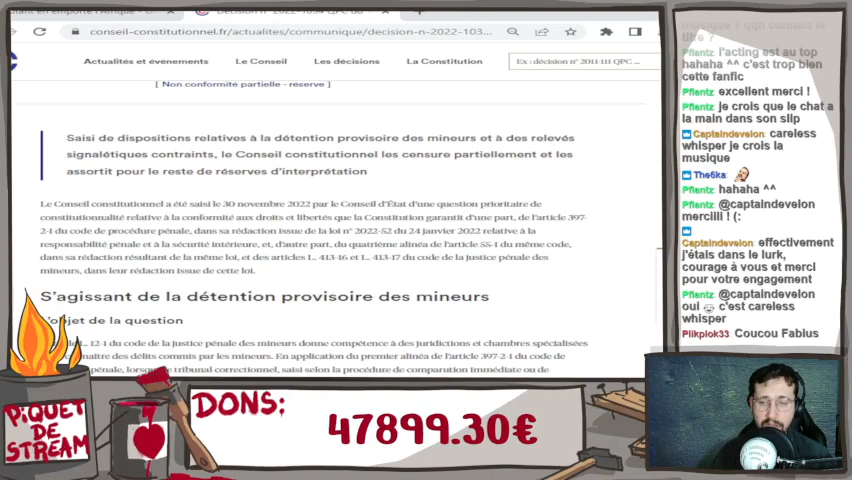 conseil-constitutionnel.fr/actualites/communique/decision-n-2022-103...
Actualités et événements Le Conseil Les décisions La Constitution Ex : décision n° 2011-111 QPC ...
[ Non conformité partielle - réserve ]
Saisi de dispositions relatives à la détention provisoire des mineurs et à des relevés
signalétiques contraints, le Conseil constitutionnel les censure partiellement et les
assortit pour le reste de réserves d'interprétation
Le Conseil constitutionnel a été saisi le 30 novembre 2022 par le Conseil d'État d'une question prioritaire de
constitutionnalité relative à la conformité aux droits et libertés que la Constitution garantit d'une part, de l'article 397-
2-1 du code de procédure pénale, dans sa rédaction issue de la loi n° 2022-52 du 24 janvier 2022 relative à la
responsabilité pénale et à la sécurité intérieure, et, d'autre part, du quatrième alinéa de l'article 55-1 du même code,
dans sa rédaction résultant de la même loi, et des articles L. 413-16 et L. 413-17 du code de la justice pénale des
mineurs, dans leur rédaction issue de cette loi.
S'agissant de la détention provisoire des mineurs
L'objet de la question
L. 12-1 du code de la justice pénale des mineurs donne compétence à des juridictions et chambres spécialisées
connaître des délits commis par les mineurs. En application du premier alinéa de l'article 397-2-1 du code de
pénale, lorsque le tribunal correctionnel, saisi selon la procédure de comparution immédiate ou de
musique ? qqn connait le
titre ?
Pflantz: l'acting est au top
hahaha ^^ c'est trop bien
cette fanfic
Pflantz: excellent merci !
Pflantz: je crois que le chat a
la main dans son slip
Captaindevelon: careless
whisper je crois la
musique
The6ka:
Pflantz: hahaha ^^
Pflantz: @captaindevelon
merciiii ! (:
Captaindevelon: effectivement
j'étais dans le lurk,
courage à vous et merci
pour votre engagement
Pflantz: @captaindevelon
oui c'est careless
whisper
Plikplok33 Coucou Fabius
PiQUET
DE
STREAM
DONS:
47899.30€